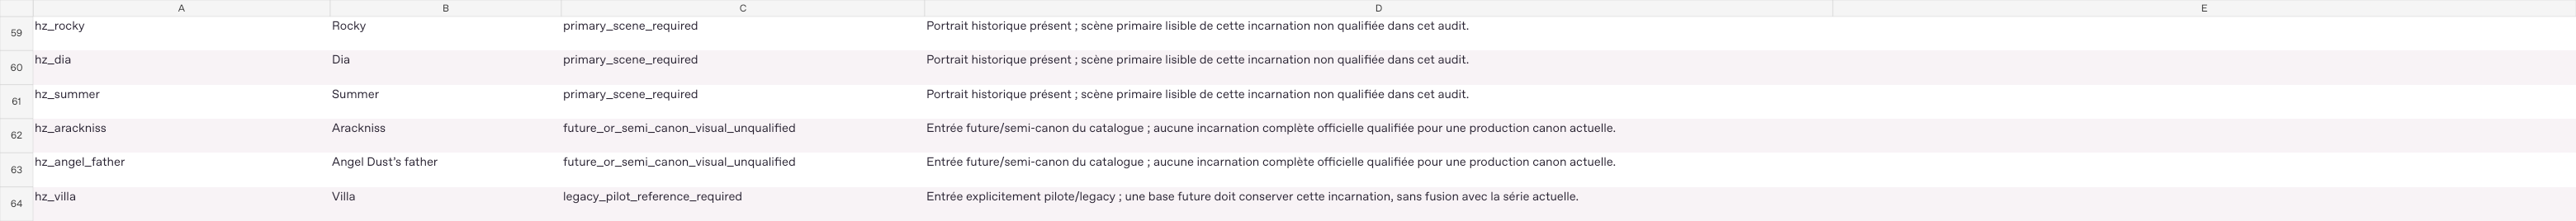 A B C D E
59 hz_rocky Rocky primary_scene_required Portrait historique présent ; scène primaire lisible de cette incarnation non qualifiée dans cet audit.
60 hz_dia Dia primary_scene_required Portrait historique présent ; scène primaire lisible de cette incarnation non qualifiée dans cet audit.
61 hz_summer Summer primary_scene_required Portrait historique présent ; scène primaire lisible de cette incarnation non qualifiée dans cet audit.
62 hz_arackniss Arackniss future_or_semi_canon_visual_unqualified Entrée future/semi-canon du catalogue ; aucune incarnation complète officielle qualifiée pour une production canon actuelle.
63 hz_angel_father Angel Dust's father future_or_semi_canon_visual_unqualified Entrée future/semi-canon du catalogue ; aucune incarnation complète officielle qualifiée pour une production canon actuelle.
64 hz_villa Villa legacy_pilot_reference_required Entrée explicitement pilote/legacy ; une base future doit conserver cette incarnation, sans fusion avec la série actuelle.